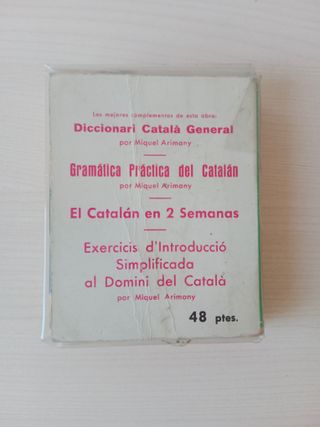 Los mejores complementos de esta obra:
Diccionari Català General
por Miquel Arimany
Gramática Práctica del Catalán
por Miquel Arimany
El Catalán en 2 Semanas
Exercicis d'Introducció
Simplificada
al Domini del Català
por Miquel Arimany
48 ptes.